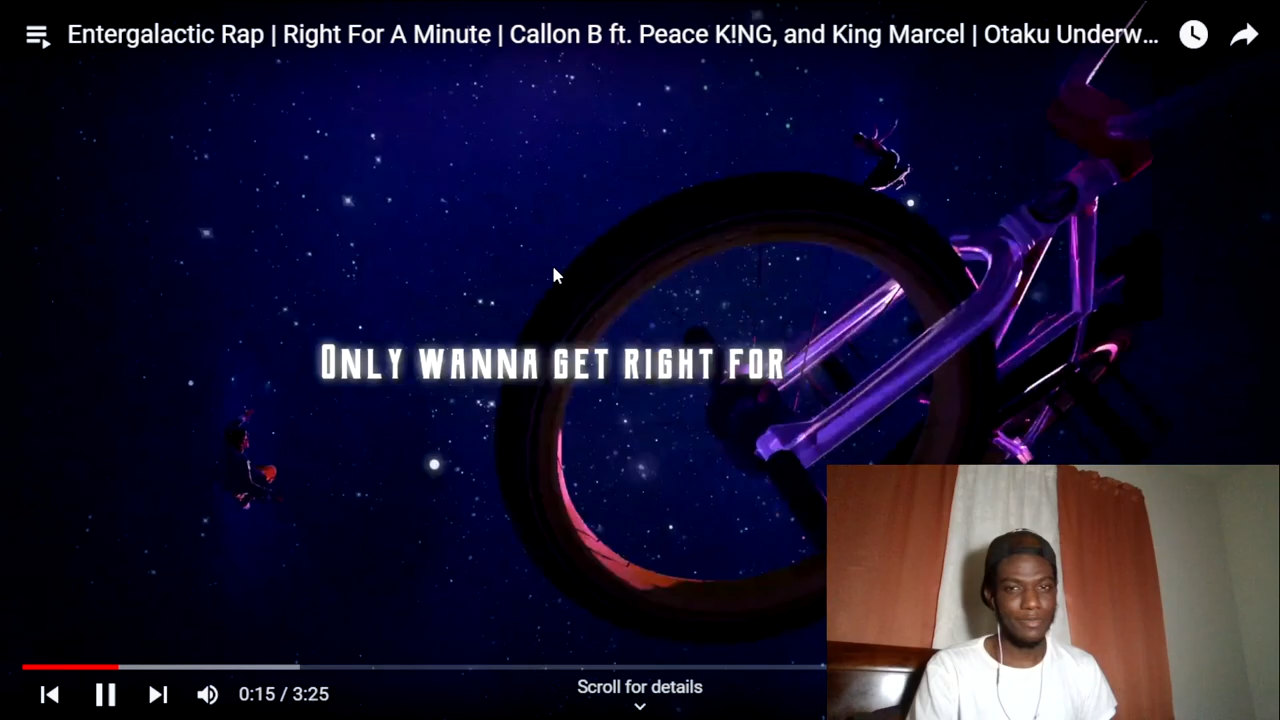 Entergalactic Rap | Right For A Minute | Callon B ft. Peace K!NG, and King Marcel | Otaku Underw...
ONLY WANNA GET RIGHT FOR
0:15 / 3:25
Scroll for details